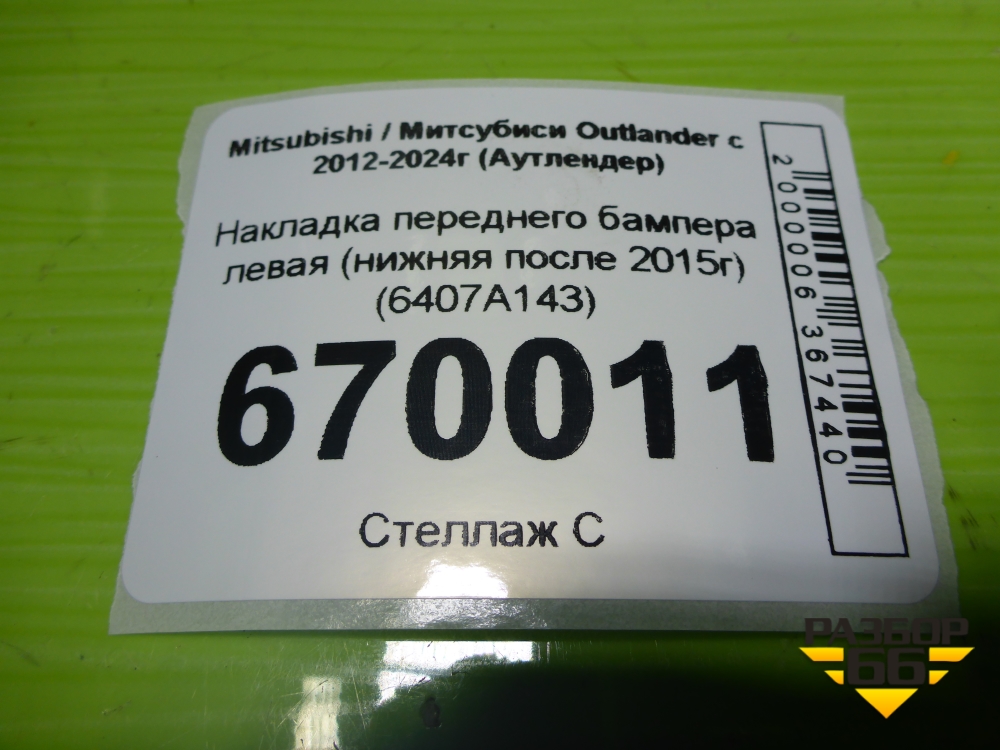 Mitsubishi / Митсубиси Outlander с
2012-2024г (Аутлендер)
Накладка переднего бампера
левая (нижняя после 2015г)
(6407A143)
670011
Стеллаж С
2000006367440
РАЗБОР
66